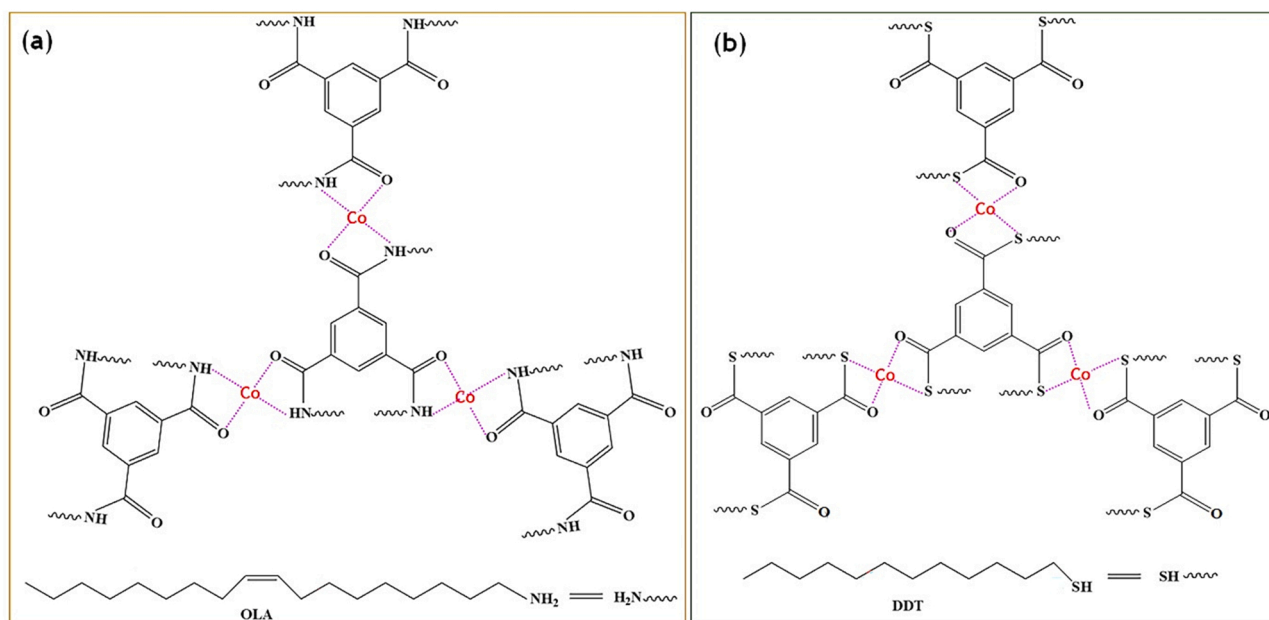 (a)
NH NH
O O
NH O
Co
O NH
NH NH
NH O O NH
Co Co
O HN NH O
O O
NH O NH O
NH₂ H₂N
OLA
(b)
S S
O O
S O
Co
O S
O O
S S S S
Co Co
S S
O O O O
S O S O
SH SH
DDT